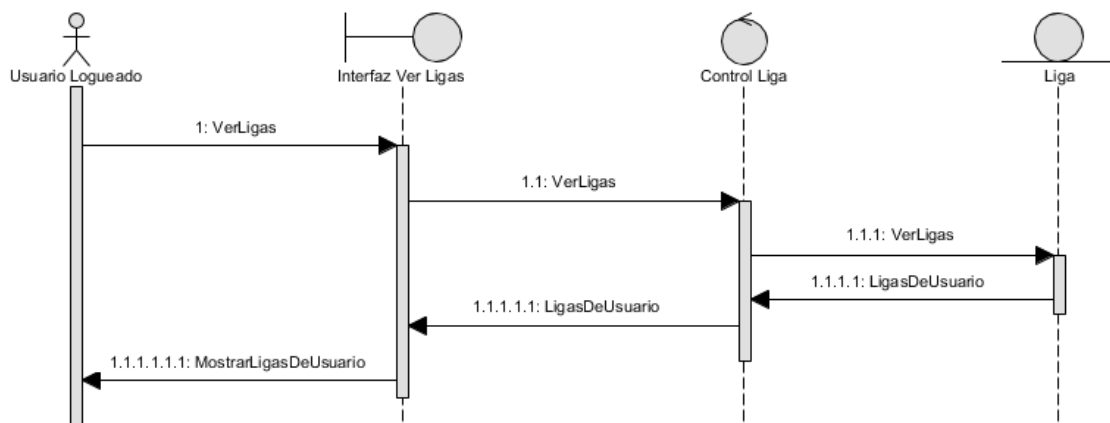 Usuario Logueado
Interfaz Ver Ligas
Control Liga
Liga
1: VerLigas
1.1: VerLigas
1.1.1: VerLigas
1.1.1.1: LigasDeUsuario
1.1.1.1.1: LigasDeUsuario
1.1.1.1.1.1: MostrarLigasDeUsuario